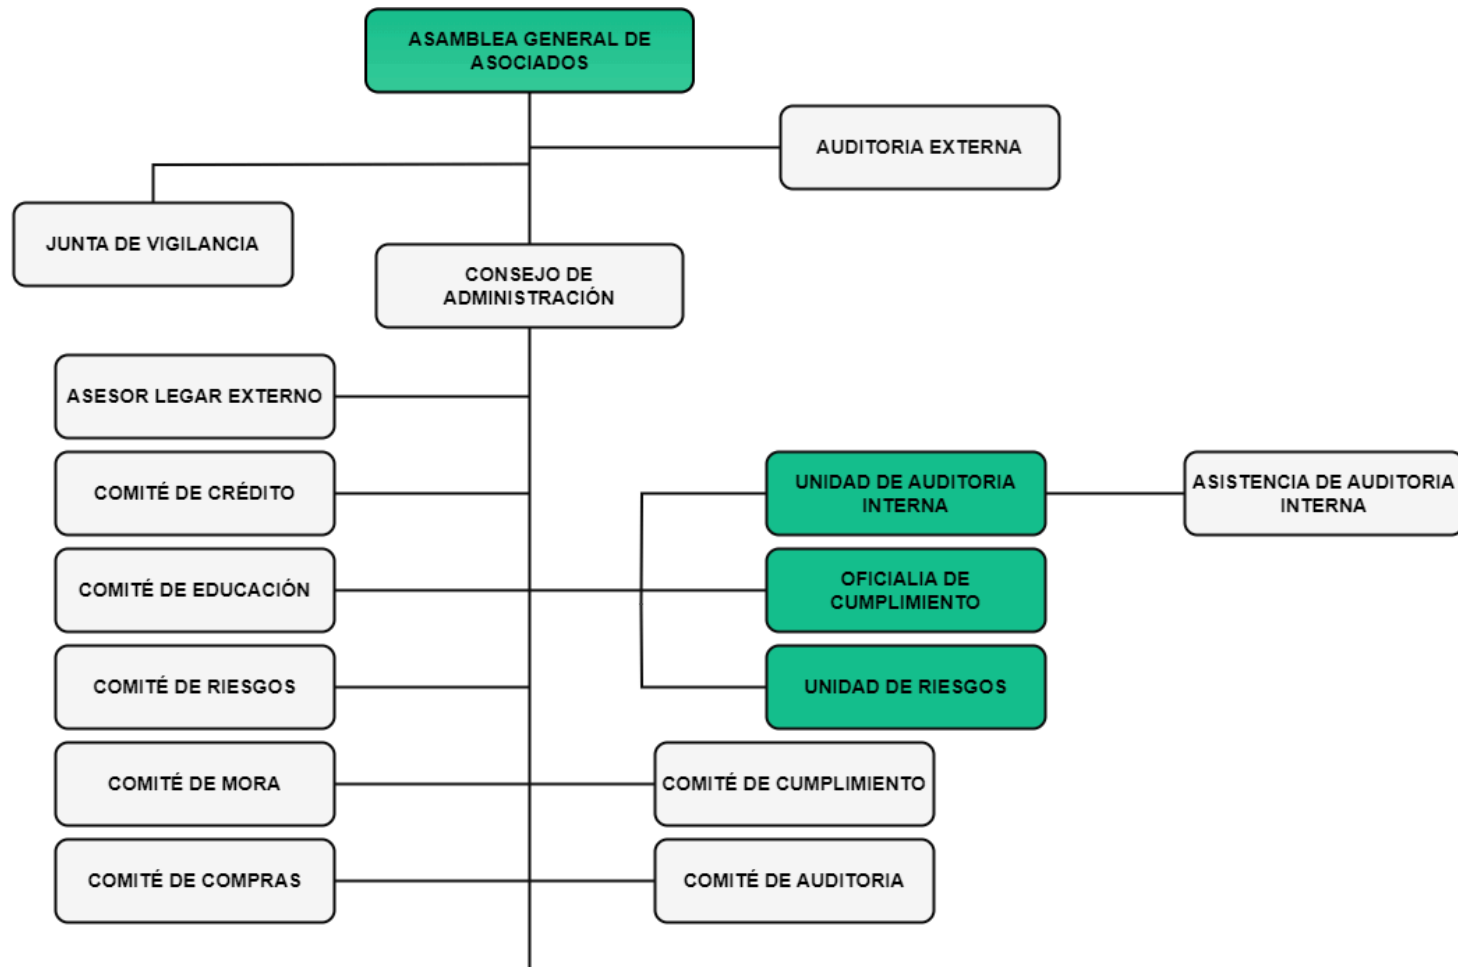 ASAMBLEA GENERAL DE
ASOCIADOS
AUDITORIA EXTERNA
JUNTA DE VIGILANCIA
CONSEJO DE
ADMINISTRACIÓN
ASESOR LEGAR EXTERNO
COMITÉ DE CRÉDITO
UNIDAD DE AUDITORIA
INTERNA
ASISTENCIA DE AUDITORIA
INTERNA
COMITÉ DE EDUCACIÓN
OFICIALIA DE
CUMPLIMIENTO
COMITÉ DE RIESGOS
UNIDAD DE RIESGOS
COMITÉ DE MORA
COMITÉ DE CUMPLIMIENTO
COMITÉ DE COMPRAS
COMITÉ DE AUDITORIA